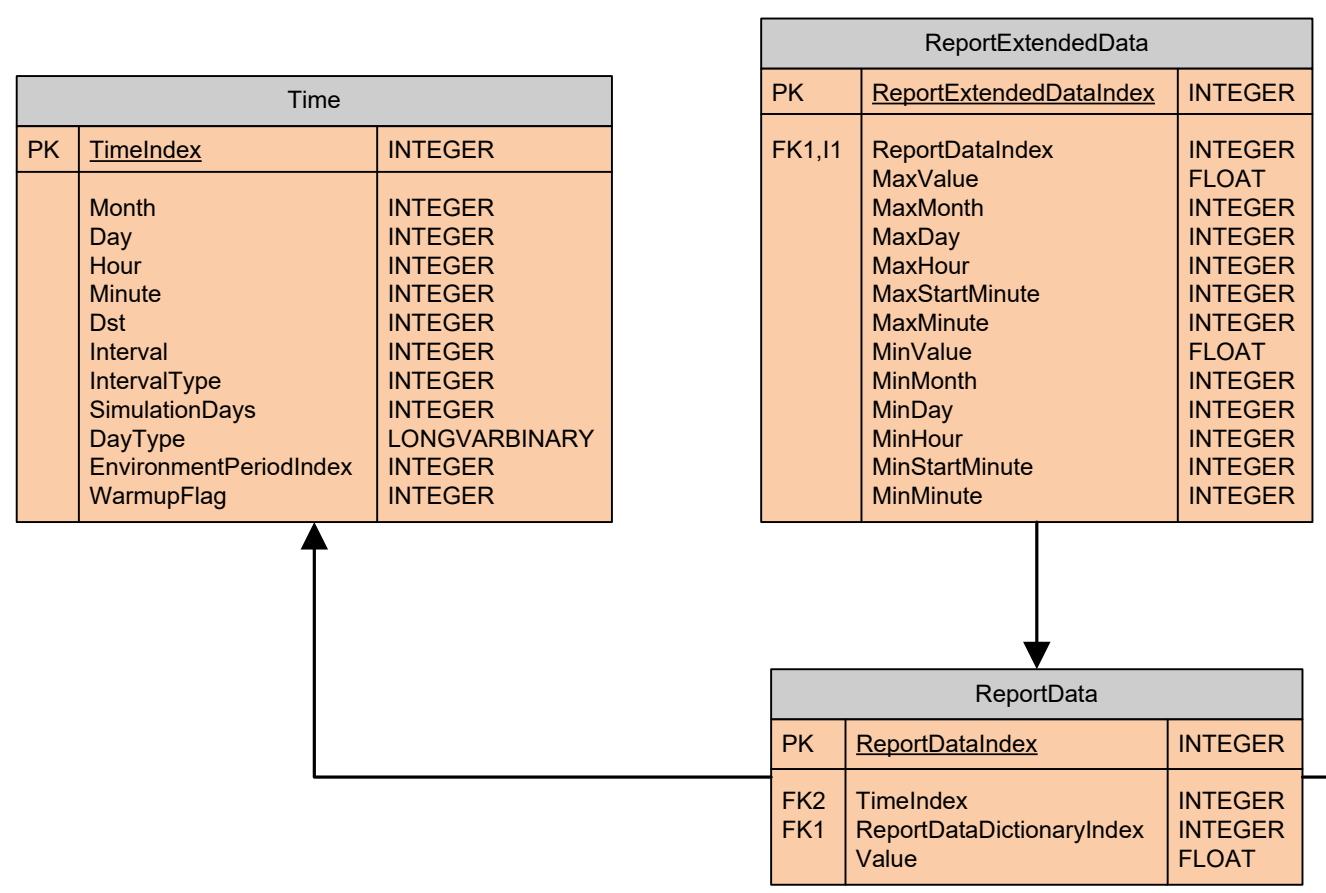 Time
PK TimeIndex INTEGER
Month INTEGER
Day INTEGER
Hour INTEGER
Minute INTEGER
Dst INTEGER
Interval INTEGER
IntervalType INTEGER
SimulationDays INTEGER
DayType LONGVARBINARY
EnvironmentPeriodIndex INTEGER
WarmupFlag INTEGER
ReportExtendedData
PK ReportExtendedDataIndex INTEGER
FK1,I1 ReportDataIndex INTEGER
MaxValue FLOAT
MaxMonth INTEGER
MaxDay INTEGER
MaxHour INTEGER
MaxStartMinute INTEGER
MaxMinute INTEGER
MinValue FLOAT
MinMonth INTEGER
MinDay INTEGER
MinHour INTEGER
MinStartMinute INTEGER
MinMinute INTEGER
ReportData
PK ReportDataIndex INTEGER
FK2 TimeIndex INTEGER
FK1 ReportDataDictionaryIndex INTEGER
Value FLOAT